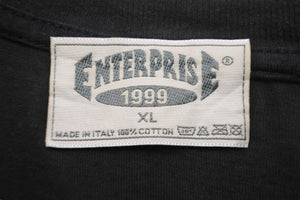 ENTERPRISE ®
1999
XL
MADE IN ITALY 100% COTTON